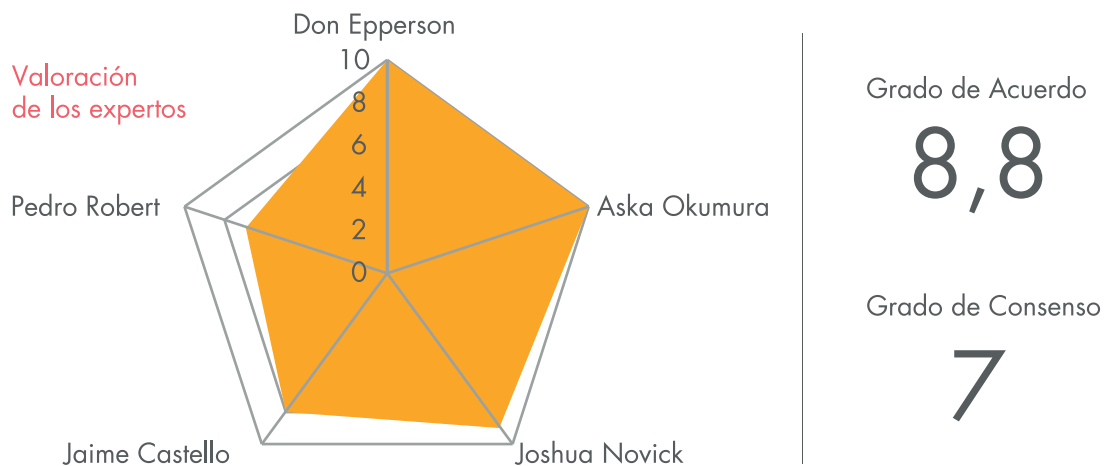 Valoración
de los expertos
Don Epperson
10
8
6
4
2
0
Pedro Robert
Aska Okumura
Jaime Castello
Joshua Novick
Grado de Acuerdo
8,8
Grado de Consenso
7